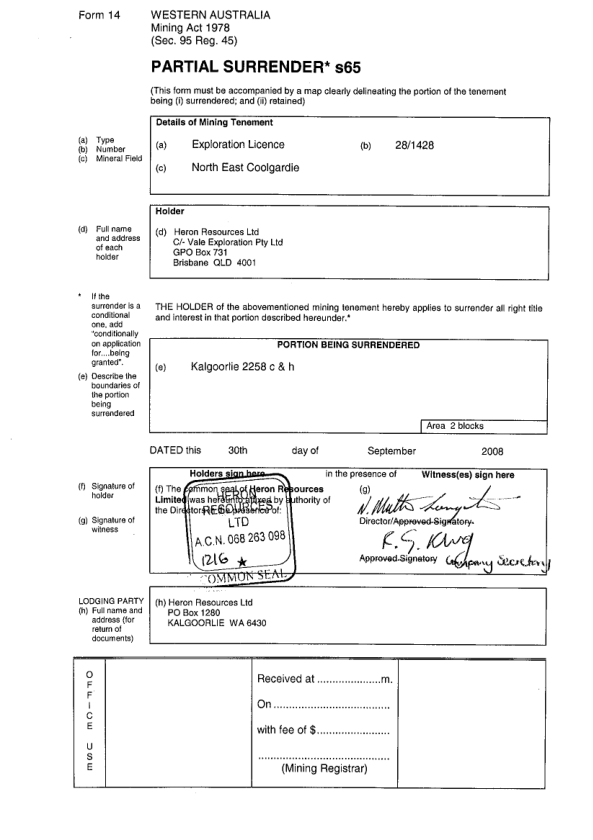 Form 14
WESTERN AUSTRALIA
Mining Act 1978
(Sec. 95 Reg. 45)
PARTIAL SURRENDER* s65
(This form must be accompanied by a map clearly delineating the portion of the tenement
being (i) surrendered; and (ii) retained)
(a) Type
(b) Number
(c) Mineral Field
Details of Mining Tenement
(a) Exploration Licence (b) 28/1428
(c) North East Coolgardie
(d) Full name
and address
of each
holder
Holder
(d) Heron Resources Ltd
C/- Vale Exploration Pty Ltd
GPO Box 731
Brisbane QLD 4001
* If the
surrender is a
conditional
one, add
"conditionally
on application
for....being
granted".
(e) Describe the
boundaries of
the portion
being
surrendered
THE HOLDER of the abovementioned mining tenement hereby applies to surrender all right title
and interest in that portion described hereunder.*
PORTION BEING SURRENDERED
(e) Kalgoorlie 2258 c & h
Area 2 blocks
DATED this 30th day of September 2008
(f) Signature of
holder
(g) Signature of
witness
Holders sign here in the presence of Witness(es) sign here
(f) The common seal of Heron Resources
Limited was hereunto affixed by authority of
the Directors in the presence of:
HERON
RESOURCES
LTD
A.C.N. 068 263 098
1216 ★
COMMON SEAL
(g)
Director/Approved Signatory
Approved Signatory Company Secretary
LODGING PARTY
(h) Full name and
address (for
return of
documents)
(h) Heron Resources Ltd
PO Box 1280
KALGOORLIE WA 6430
OFFICE USE
Received at ......................m.
On ........................................
with fee of $.........................
.............................................
(Mining Registrar)